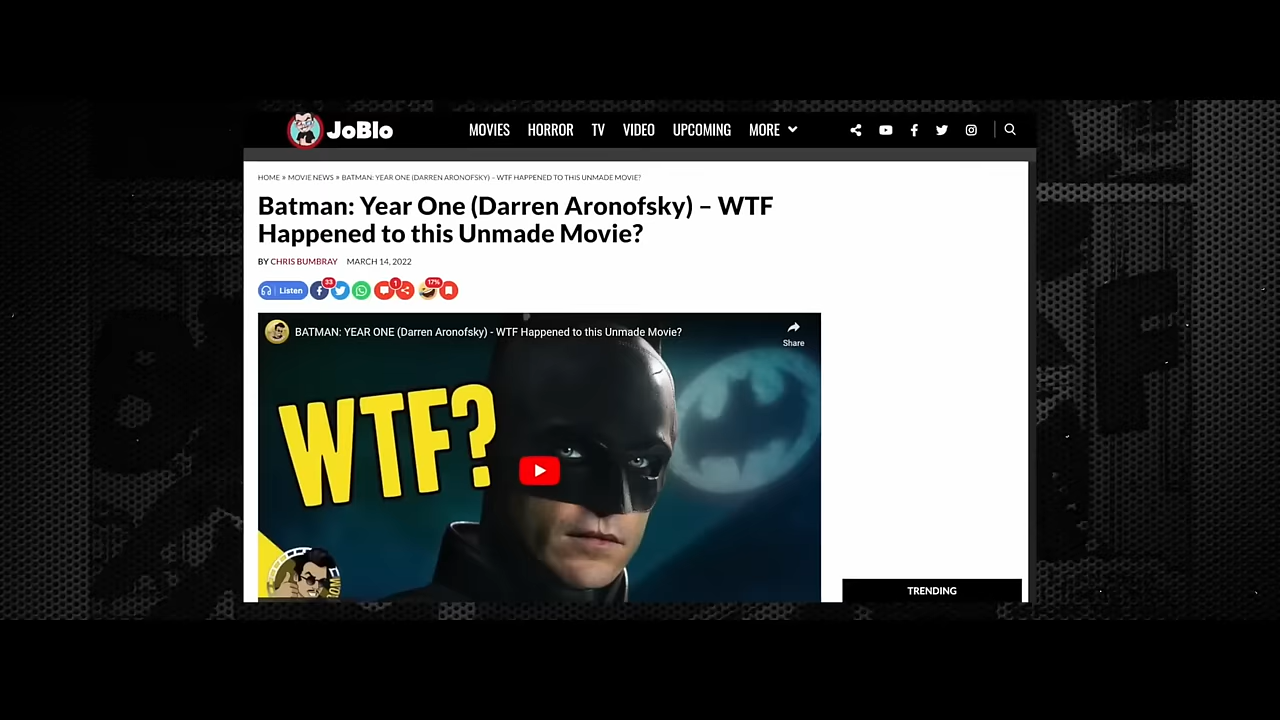 JoBlo
MOVIES HORROR TV VIDEO UPCOMING MORE
HOME » MOVIE NEWS » BATMAN: YEAR ONE (DARREN ARONOFSKY) – WTF HAPPENED TO THIS UNMADE MOVIE?
Batman: Year One (Darren Aronofsky) – WTF
Happened to this Unmade Movie?
BY CHRIS BUMBRAY MARCH 14, 2022
Listen 33 1 17%
BATMAN: YEAR ONE (Darren Aronofsky) - WTF Happened to this Unmade Movie?
Share
WTF?
TRENDING